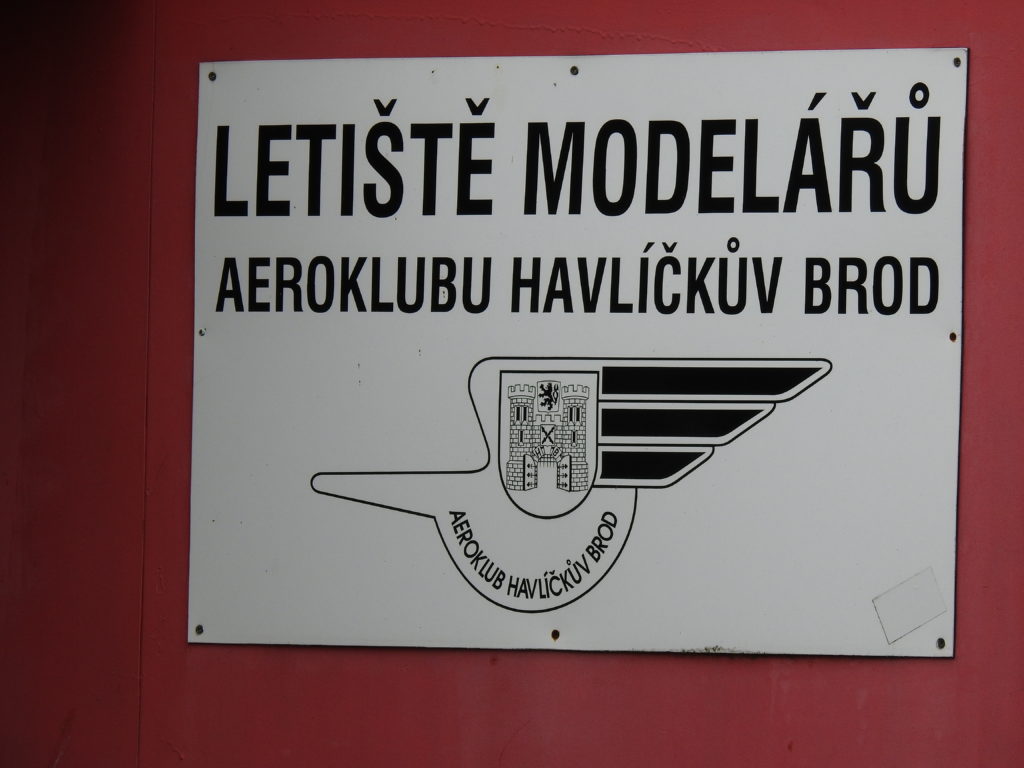 LETIŠTĚ MODELÁŘŮ
AEROKLUBU HAVLÍČKŮV BROD
AEROKLUB HAVLÍČKŮV BROD